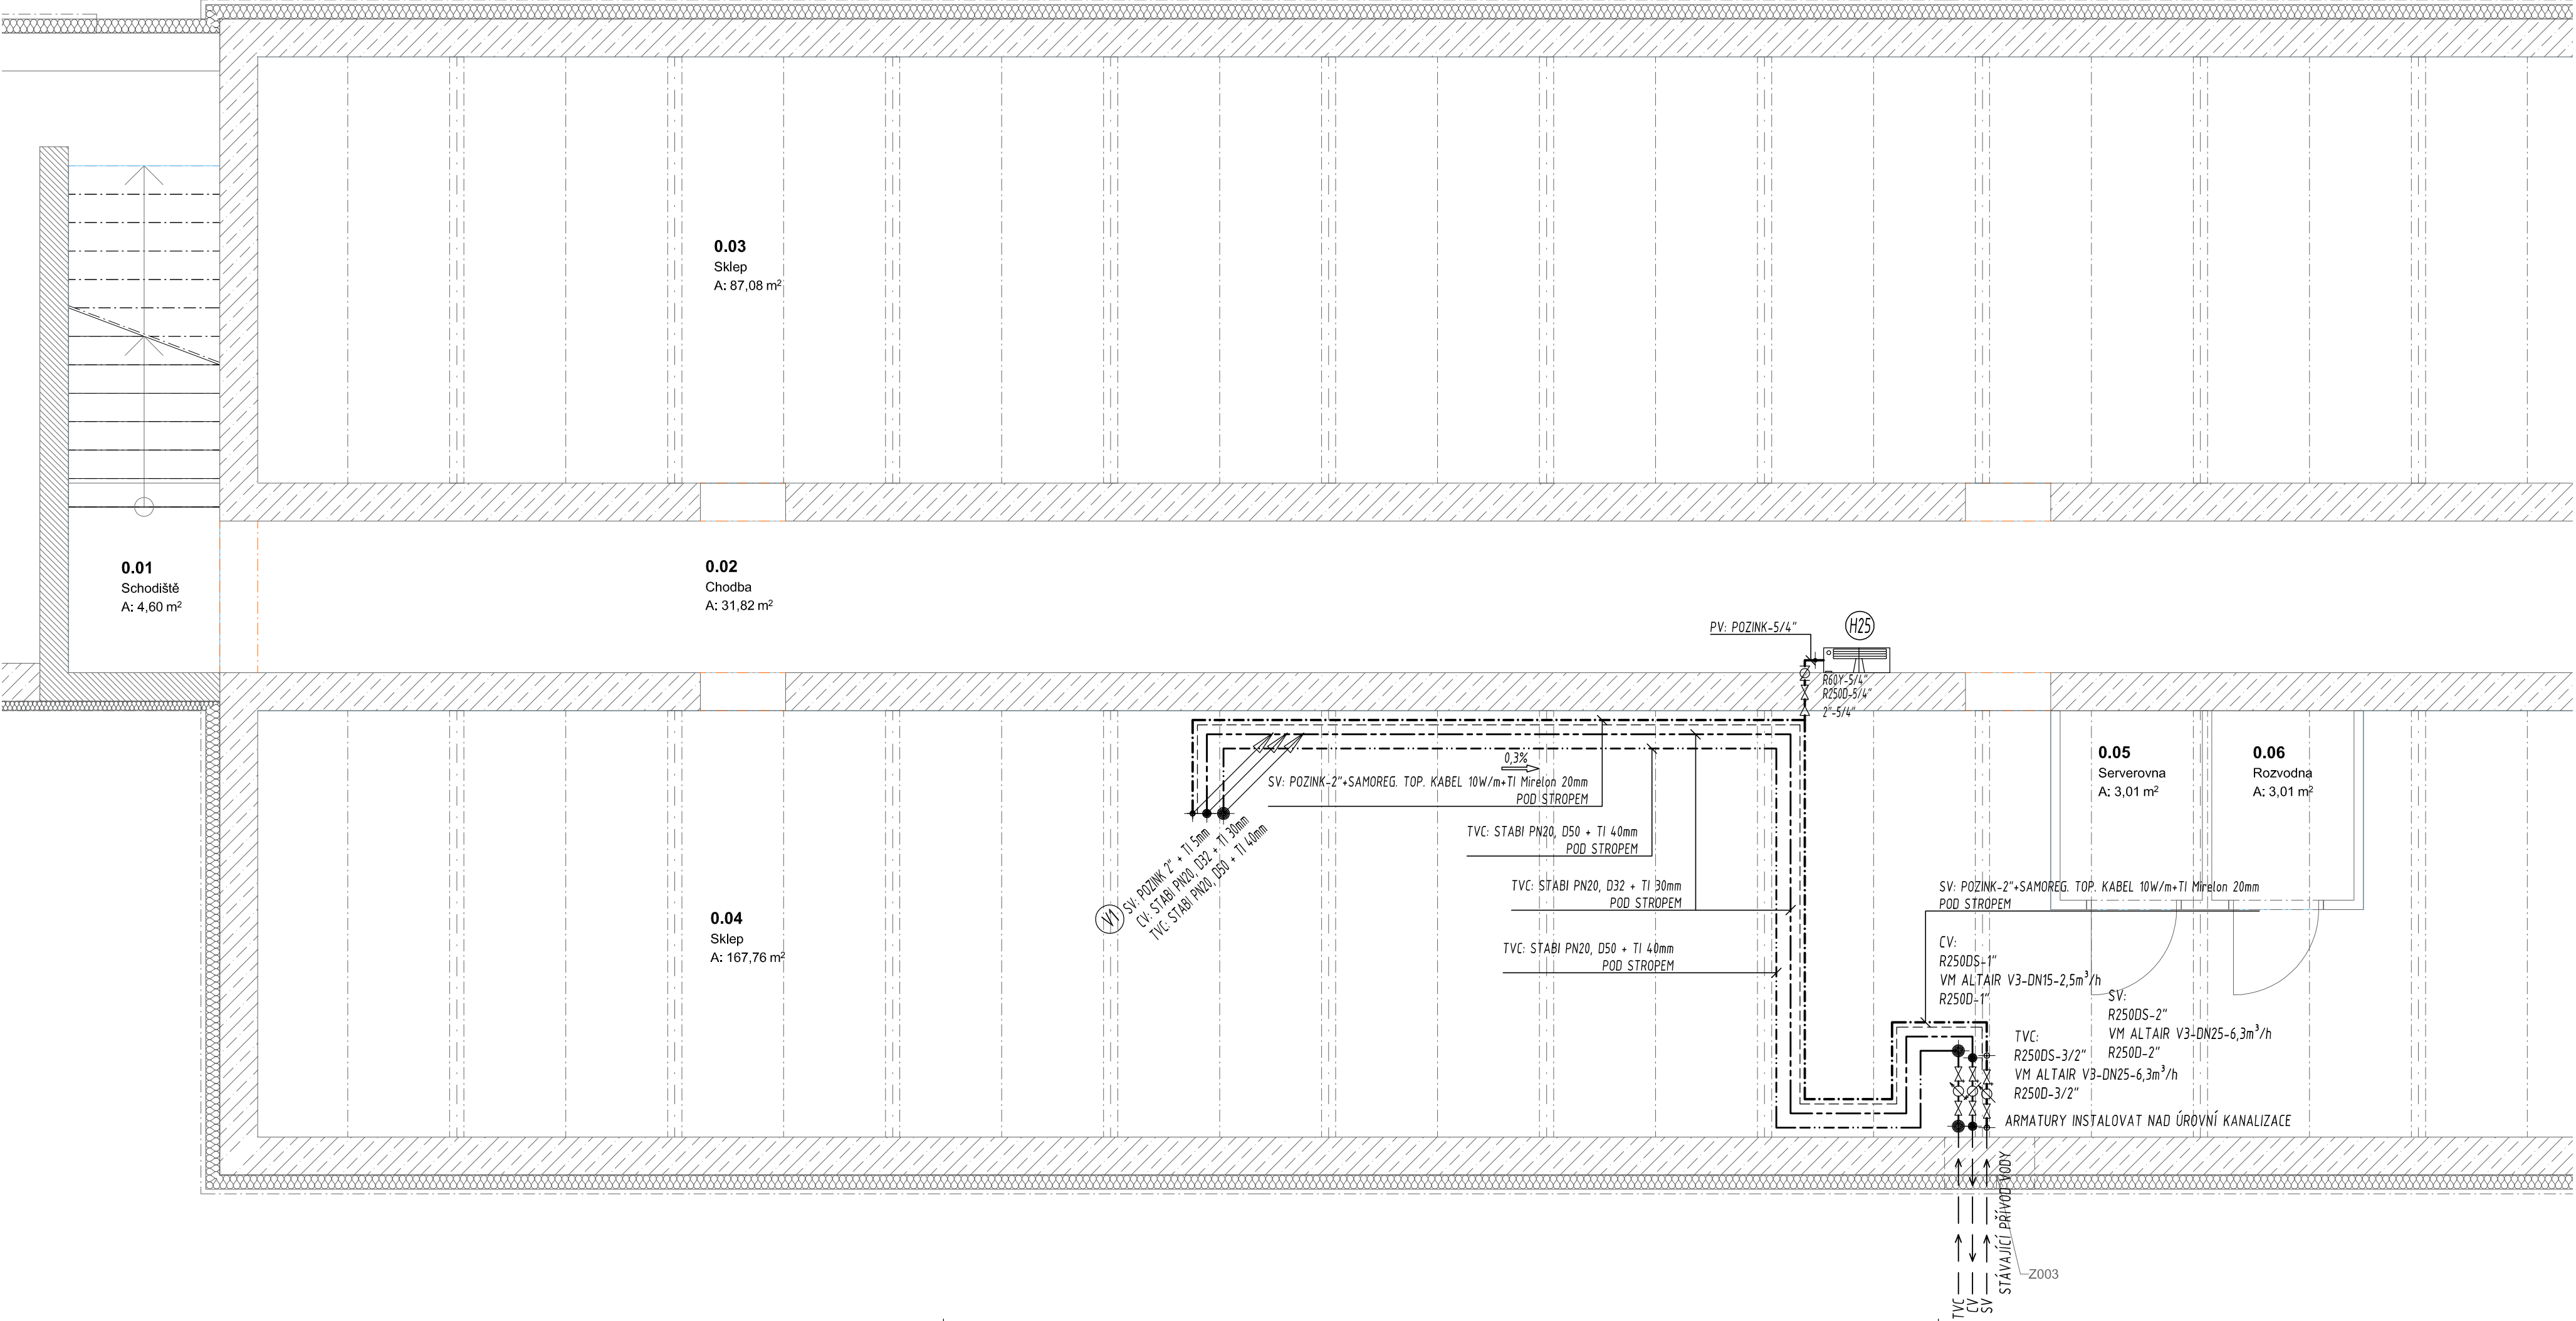 0.03
Sklep
A: 87,08 m²
0.01
Schodiště
A: 4,60 m²
0.02
Chodba
A: 31,82 m²
PV: POZINK-5/4"
H25
R60Y-5/4"
R250D-5/4"
2"-5/4"
0,3%
SV: POZINK-2"+SAMOREG. TOP. KABEL 10W/m+TI Mirelon 20mm
POD STROPEM
TVC: STABI PN20, D50 + TI 40mm
POD STROPEM
TVC: STABI PN20, D32 + TI 30mm
POD STROPEM
TVC: STABI PN20, D50 + TI 40mm
POD STROPEM
V1
SV: POZINK 2" + TI 5mm
CV: STABI PN20, D32 + TI 30mm
TVC: STABI PN20, D50 + TI 40mm
0.04
Sklep
A: 167,76 m²
0.05
Serverovna
A: 3,01 m²
0.06
Rozvodna
A: 3,01 m²
SV: POZINK-2"+SAMOREG. TOP. KABEL 10W/m+TI Mirelon 20mm
POD STROPEM
CV:
R250DS-1"
VM ALTAIR V3-DN15-2,5m³/h
R250D-1"
SV:
R250DS-2"
VM ALTAIR V3-DN25-6,3m³/h
R250D-2"
TVC:
R250DS-3/2"
VM ALTAIR V3-DN25-6,3m³/h
R250D-3/2"
ARMATURY INSTALOVAT NAD ÚROVNÍ KANALIZACE
STÁVAJÍCÍ PŘÍVOD VODY
Z003
TVC
CV
SV